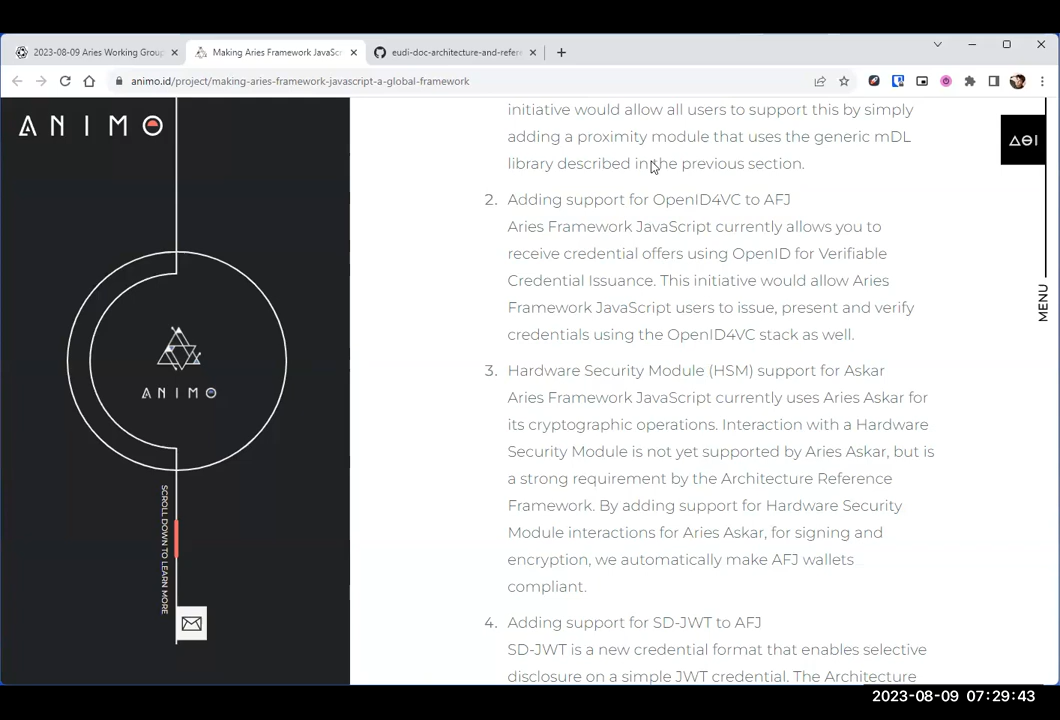 2023-08-09 Aries Working Group
Making Aries Framework JavaSc
eudi-doc-architecture-and-refere
animo.id/project/making-aries-framework-javascript-a-global-framework
ANIMO
initiative would allow all users to support this by simply
adding a proximity module that uses the generic mDL
library described in the previous section.
2. Adding support for OpenID4VC to AFJ
Aries Framework JavaScript currently allows you to
receive credential offers using OpenID for Verifiable
Credential Issuance. This initiative would allow Aries
Framework JavaScript users to issue, present and verify
credentials using the OpenID4VC stack as well.
3. Hardware Security Module (HSM) support for Askar
Aries Framework JavaScript currently uses Aries Askar for
its cryptographic operations. Interaction with a Hardware
Security Module is not yet supported by Aries Askar, but is
a strong requirement by the Architecture Reference
Framework. By adding support for Hardware Security
Module interactions for Aries Askar, for signing and
encryption, we automatically make AFJ wallets
compliant.
4. Adding support for SD-JWT to AFJ
SD-JWT is a new credential format that enables selective
disclosure on a simple JWT credential. The Architecture
ANIMO
SCROLL DOWN TO LEARN MORE
MENU
2023-08-09 07:29:43